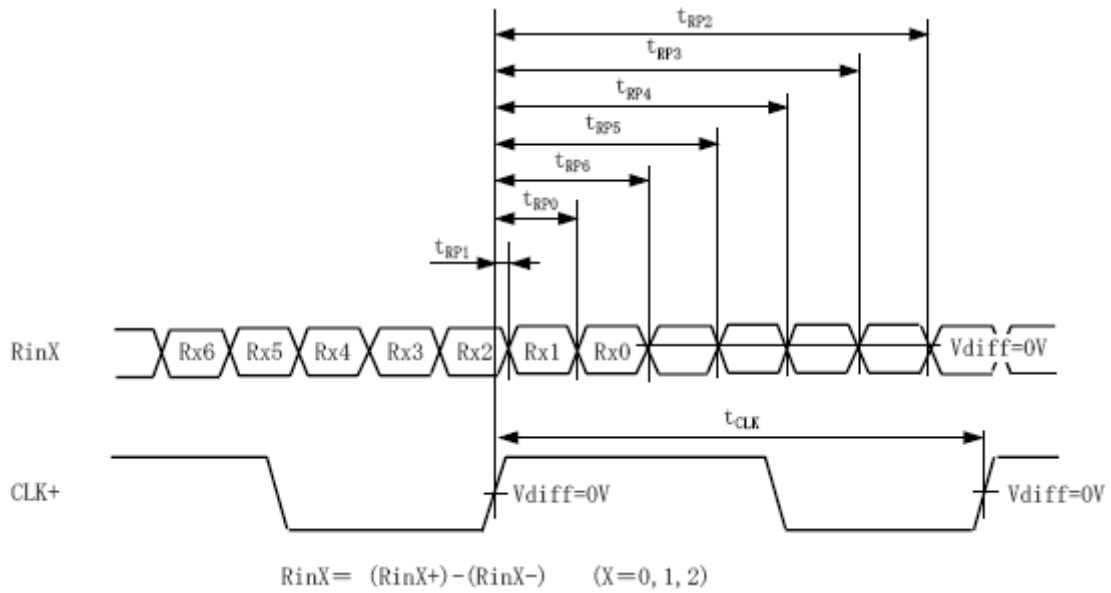 tRP2
tRP3
tRP4
tRP5
tRP6
tRP0
tRP1
RinX Rx6 Rx5 Rx4 Rx3 Rx2 Rx1 Rx0 Vdiff=0V
tCLK
CLK+ Vdiff=0V Vdiff=0V
RinX= (RinX+)-(RinX-) (X=0,1,2)